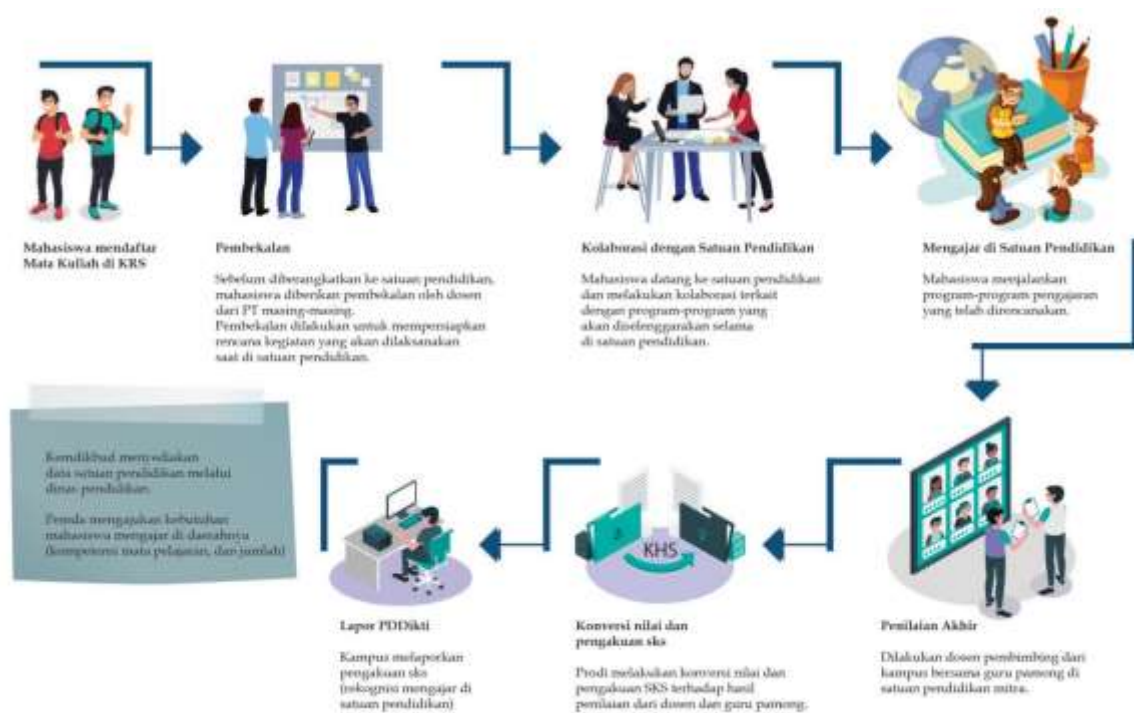 Mahasiswa mendaftar
Mata Kuliah di KRS
Pembekalan
Sebelum diberangkatkan ke satuan pendidikan,
mahasiswa diberikan pembekalan oleh dosen
dari PT masing-masing.
Pembekalan dilakukan untuk mempersiapkan
rencana kegiatan yang akan dilaksanakan
saat di satuan pendidikan.
Kolaborasi dengan Satuan Pendidikan
Mahasiswa datang ke satuan pendidikan
dan melakukan kolaborasi terkait
dengan program-program yang
akan diselenggarakan selama
di satuan pendidikan.
Mengajar di Satuan Pendidikan
Mahasiswa menjalankan
program-program pengajaran
yang telah direncanakan.
Kemdikbud menyediakan
data satuan pendidikan melalui
dinas pendidikan.
Pemda mengajukan kebutuhan
mahasiswa mengajar di daerahnya
(kompetensi mata pelajaran, dan jumlah)
Lapor PDDikti
Kampus melaporkan
pengakuan sks
(rekognisi mengajar di
satuan pendidikan)
KHS
Konversi nilai dan
pengakuan sks
Prodi melakukan konversi nilai dan
pengakuan SKS terhadap hasil
penilaian dari dosen dan guru pamong.
Penilaian Akhir
Dilakukan dosen pembimbing dari
kampus bersama guru pamong di
satuan pendidikan mitra.